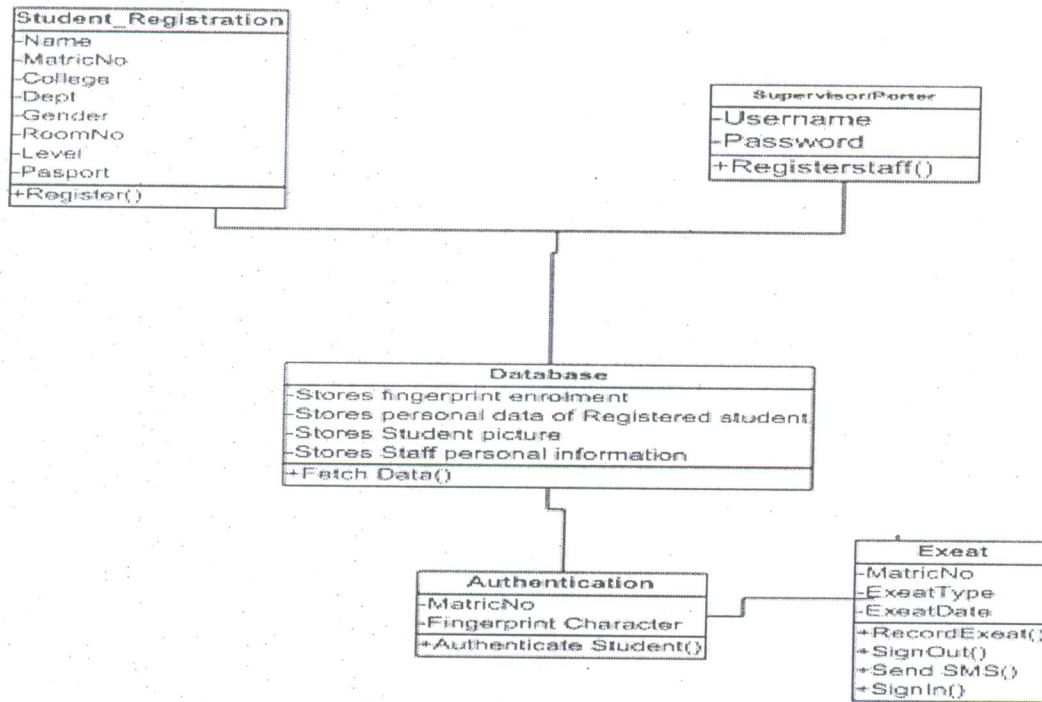 Student_Registration
-Name
-MatricNo
-College
-Dept
-Gender
-RoomNo
-Level
-Pasport
+Register()
Supervisor/Porter
-Username
-Password
+Registerstaff()
Database
-Stores fingerprint enrolment
-Stores personal data of Registered student
-Stores Student picture
-Stores Staff personal information
+Fetch Data()
Authentication
-MatricNo
-Fingerprint Character
+Authenticate Student()
Exeat
-MatricNo
-ExeatType
-ExeatDate
+RecordExeat()
+SignOut()
+Send SMS()
+SignIn()